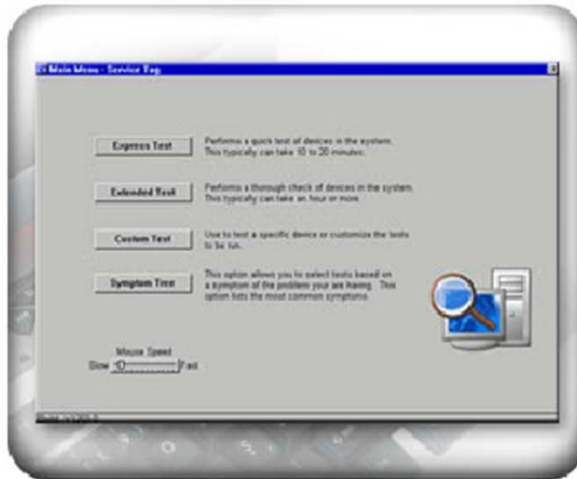 Main Menu - Service Tag:
Express Test
Performs a quick test of devices in the system.
This typically can take 10 to 20 minutes.
Extended Test
Performs a thorough check of devices in the system.
This typically can take an hour or more.
Custom Test
Use to test a specific device or customize the tests
to be run.
Symptom Tree
This option allows you to select tests based on
a symptom of the problem your are having. This
option lists the most common symptoms.
Mouse Speed
Slow
Fast